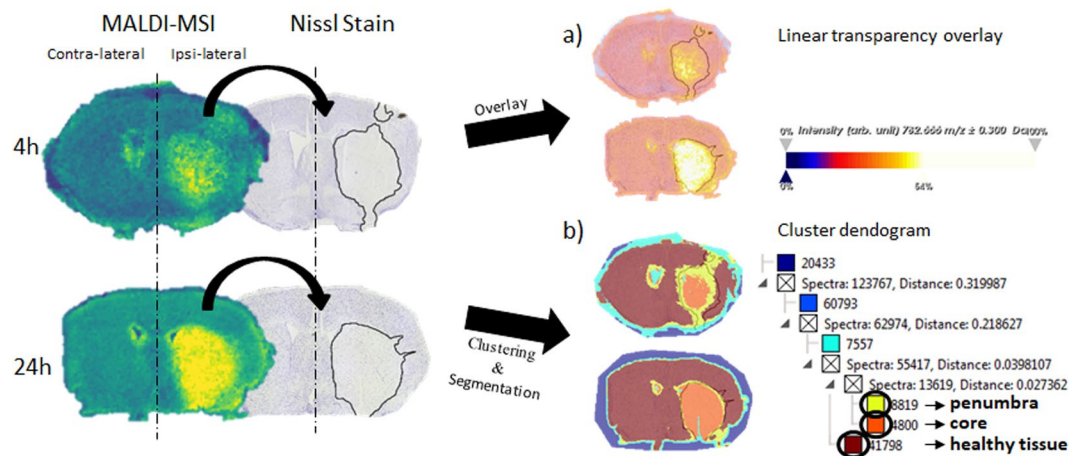 MALDI-MSI
Nissl Stain
Contra-lateral
Ipsi-lateral
4h
24h
Overlay
Clustering
&
Segmentation
a)
Linear transparency overlay
0% Intensity (arb. unit) 782.666 m/z ± 0.300 Da 100%
0%
54%
b)
Cluster dendogram
20433
Spectra: 123767, Distance: 0.319987
60793
Spectra: 62974, Distance: 0.218627
7557
Spectra: 55417, Distance: 0.0398107
Spectra: 13619, Distance: 0.027362
8819 penumbra
4800 core
41798 healthy tissue